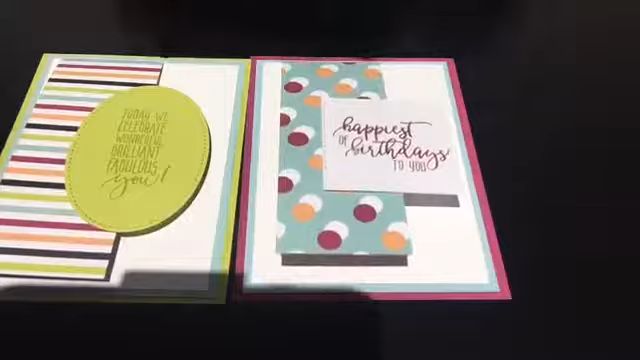 TODAY WE
CELEBRATE
WONDERFUL
BRILLIANT
FABULOUS
you!
happiest
OF birthdays
TO YOU